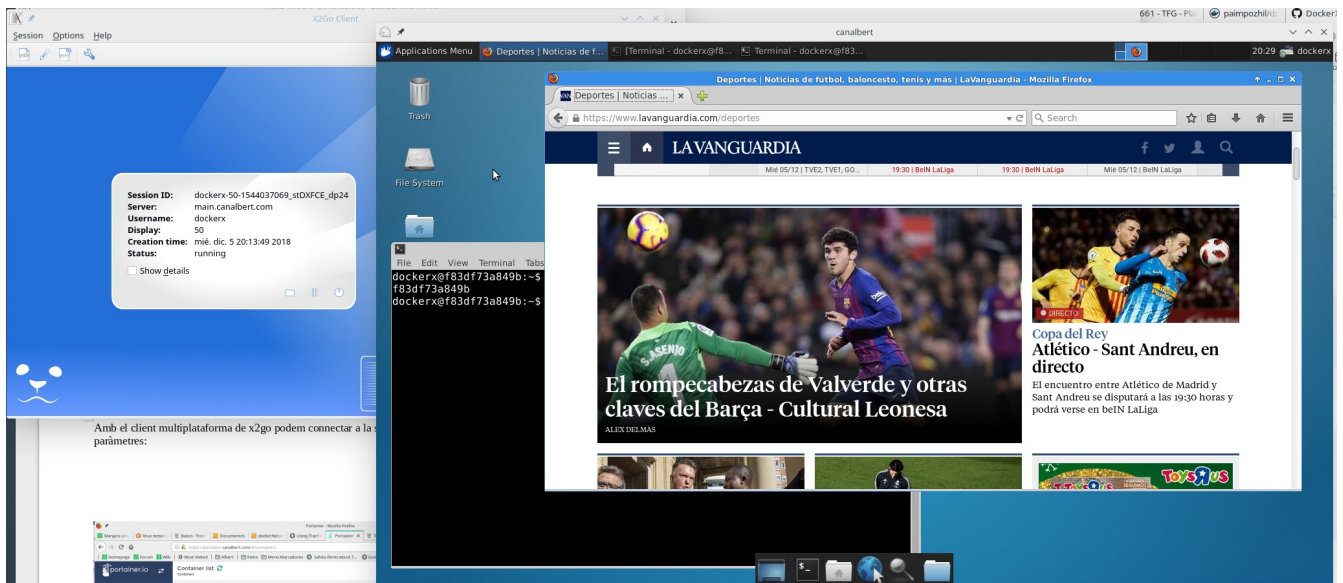 X2Go Client
Session Options Help
Session ID: dockerx-50-1544037069_stDXFCE_dp24
Server: main.canalbert.com
Username: dockerx
Display: 50
Creation time: mié. dic. 5 20:13:49 2018
Status: running
Show details
Amb el client multiplataforma de x2go podem connectar a la
paràmetres:
Portainer - Mozilla Firefox
portainer.io
Container list
Containers
661 - TFG - Pla
paimpozhil/do
Docker
canalbert
Applications Menu
Deportes | Noticias de f...
[Terminal - dockerx@f8...
Terminal - dockerx@f83...
20:29
dockerx
Trash
File System
File Edit View Terminal Tabs
dockerx@f83df73a849b:~$
f83df73a849b
dockerx@f83df73a849b:~$
Deportes | Noticias de fútbol, baloncesto, tenis y más | LaVanguardia - Mozilla Firefox
Deportes | Noticias ...
https://www.lavanguardia.com/deportes
Search
LA VANGUARDIA
Mié 05/12 | TVE2, TVE1, GO...
19:30 | BeIN LaLiga
19:30 | BeIN LaLiga
Mié 05/12 | BeIN LaLiga
S.ASENJO
El rompecabezas de Valverde y otras
claves del Barça - Cultural Leonesa
ALEX DELMÀS
DIRECTO
Copa del Rey
Atlético - Sant Andreu, en
directo
El encuentro entre Atlético de Madrid y
Sant Andreu se disputará a las 19:30 horas y
podrá verse en beIN LaLiga
ToysЯus